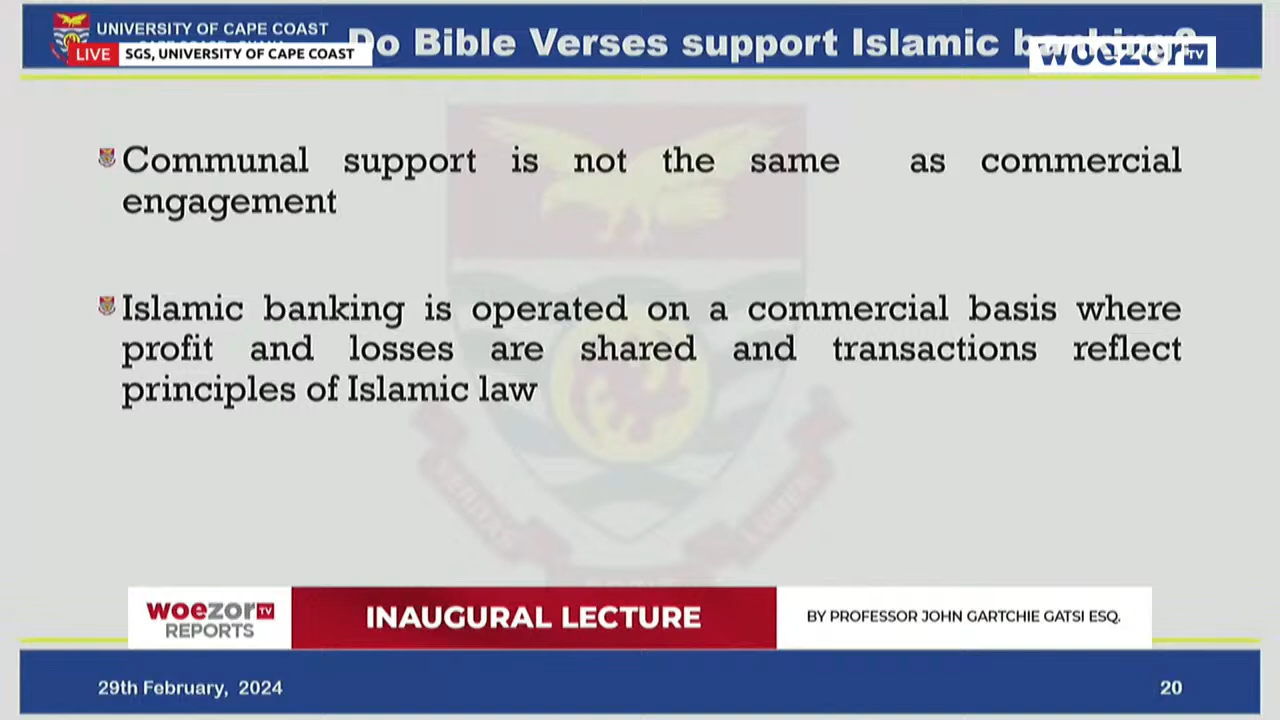 UNIVERSITY OF CAPE COAST
LIVE SGS, UNIVERSITY OF CAPE COAST
Do Bible Verses support Islamic banking?
woezor TV
Communal support is not the same as commercial
engagement
Islamic banking is operated on a commercial basis where
profit and losses are shared and transactions reflect
principles of Islamic law
VERITAS
LUMEN
woezor TV
REPORTS
INAUGURAL LECTURE
BY PROFESSOR JOHN GARTCHIE GATSI ESQ.
29th February, 2024
20